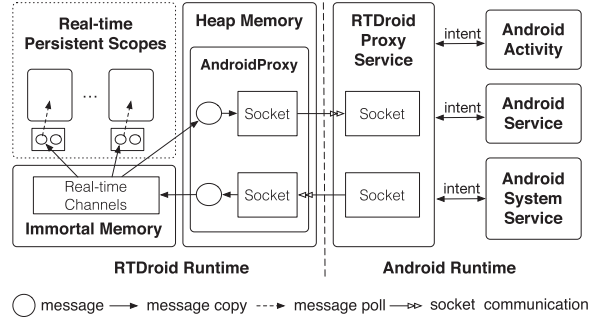 Real-time
Persistent Scopes
...
Heap Memory
AndroidProxy
Socket
Socket
RTDroid
Proxy
Service
Socket
Socket
intent
intent
intent
Android
Activity
Android
Service
Android
System
Service
Real-time
Channels
Immortal Memory
RTDroid Runtime
Android Runtime
message
message copy
message poll
socket communication